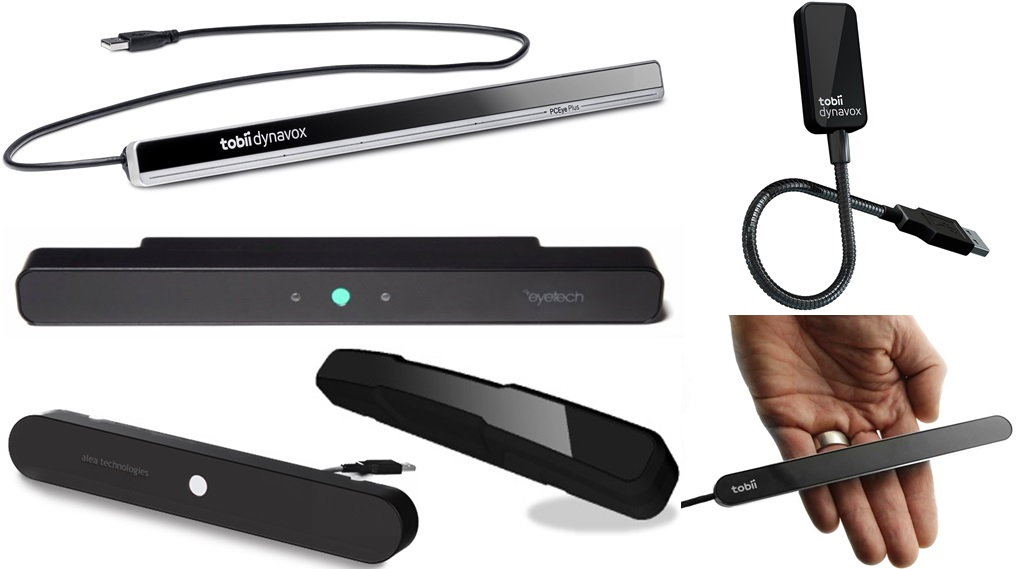 tobii dynavox
PCEye Plus
tobii
dynavox
eyetech
alea technologies
tobii